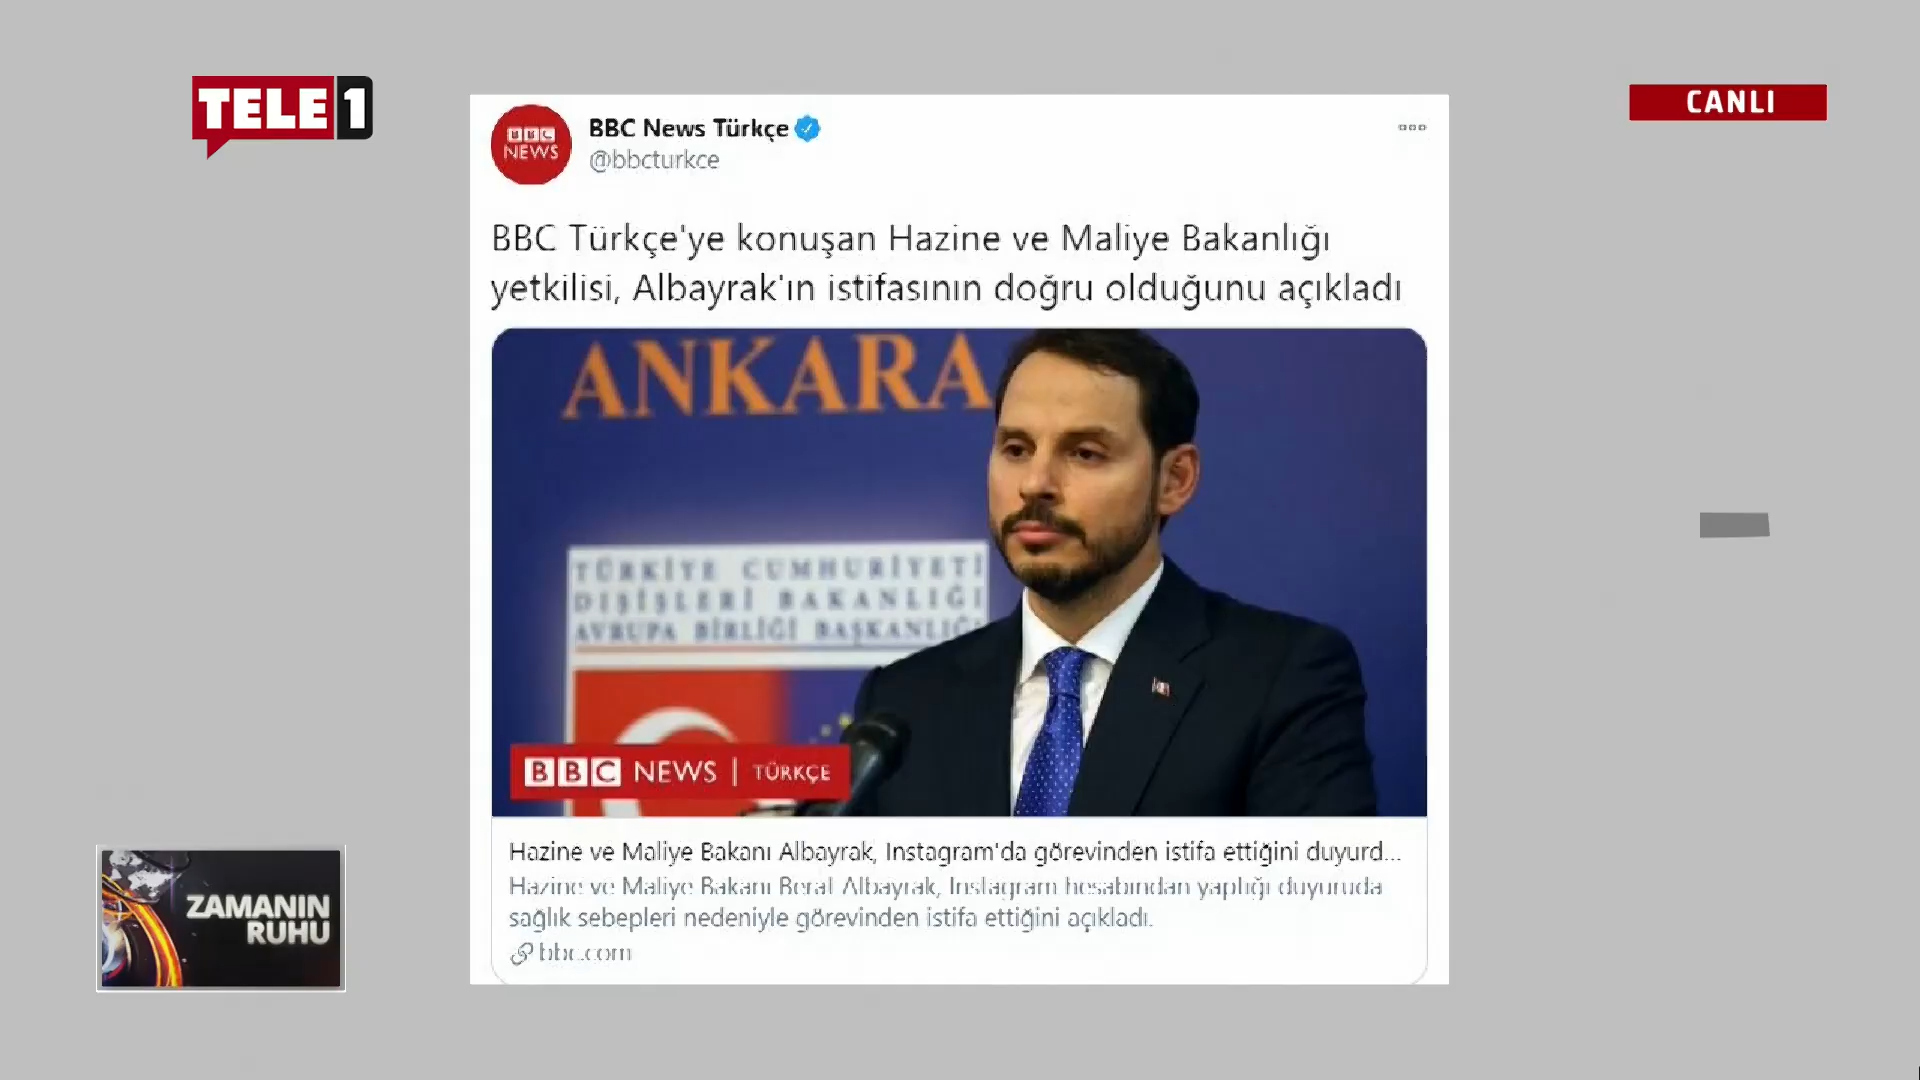 TELE 1
CANLI
BBC NEWS
BBC News Türkçe
@bbcturkce
BBC Türkçe'ye konuşan Hazine ve Maliye Bakanlığı
yetkilisi, Albayrak'ın istifasının doğru olduğunu açıkladı
ANKARA
TÜRKİYE CUMHURİYETİ
DIŞİŞLERİ BAKANLIĞI
AVRUPA BİRLİĞİ BAŞKANLIĞI
BBC NEWS | TÜRKÇE
Hazine ve Maliye Bakanı Albayrak, Instagram'da görevinden istifa ettiğini duyurd...
Hazine ve Maliye Bakanı Berat Albayrak, Instagram hesabından yaptığı duyuruda
sağlık sebepleri nedeniyle görevinden istifa ettiğini açıkladı.
bbc.com
ZAMANIN
RUHU